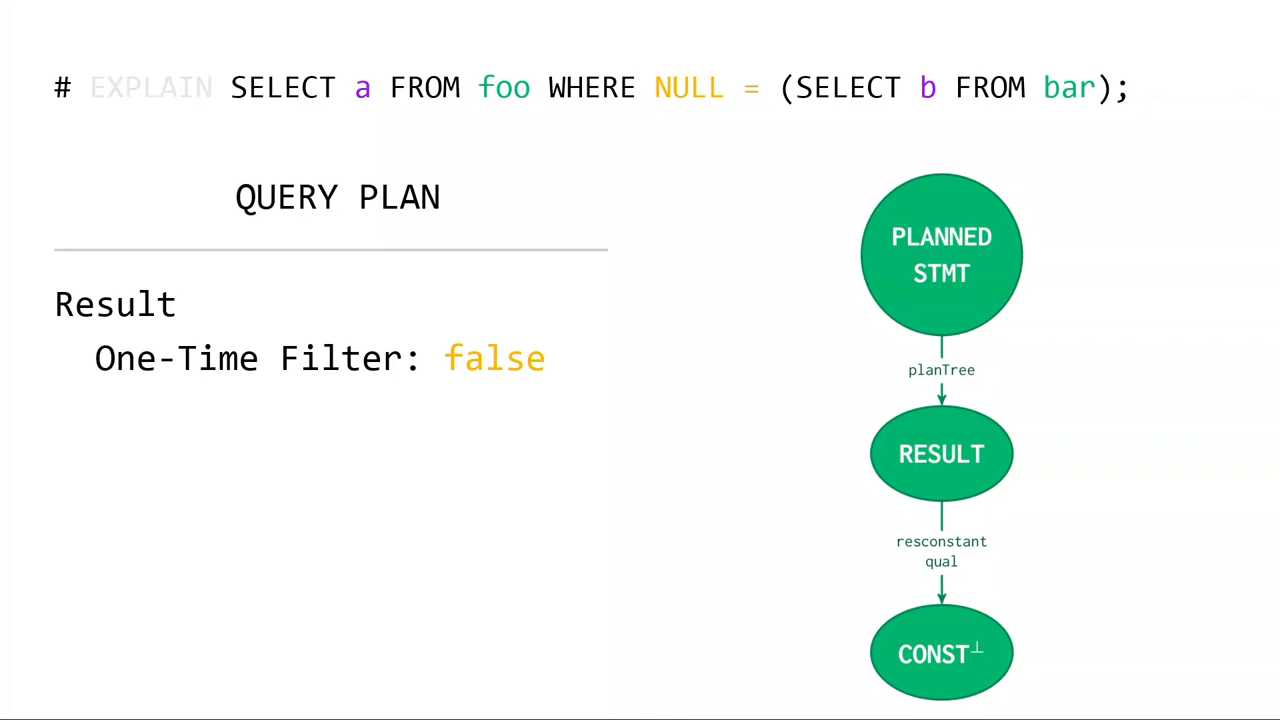 # EXPLAIN SELECT a FROM foo WHERE NULL = (SELECT b FROM bar);
QUERY PLAN
Result
One-Time Filter: false
PLANNED
STMT
planTree
RESULT
resconstant
qual
CONST⊥